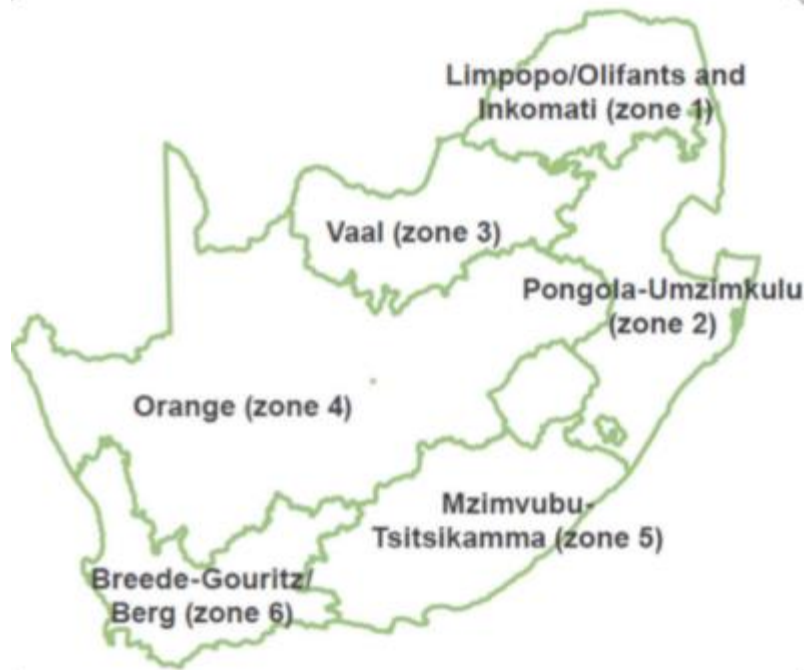 Limpopo/Olifants and
Inkomati (zone 1)
Vaal (zone 3)
Pongola-Umzimkulu
(zone 2)
Orange (zone 4)
Mzimvubu-
Tsitsikamma (zone 5)
Breede-Gouritz/
Berg (zone 6)